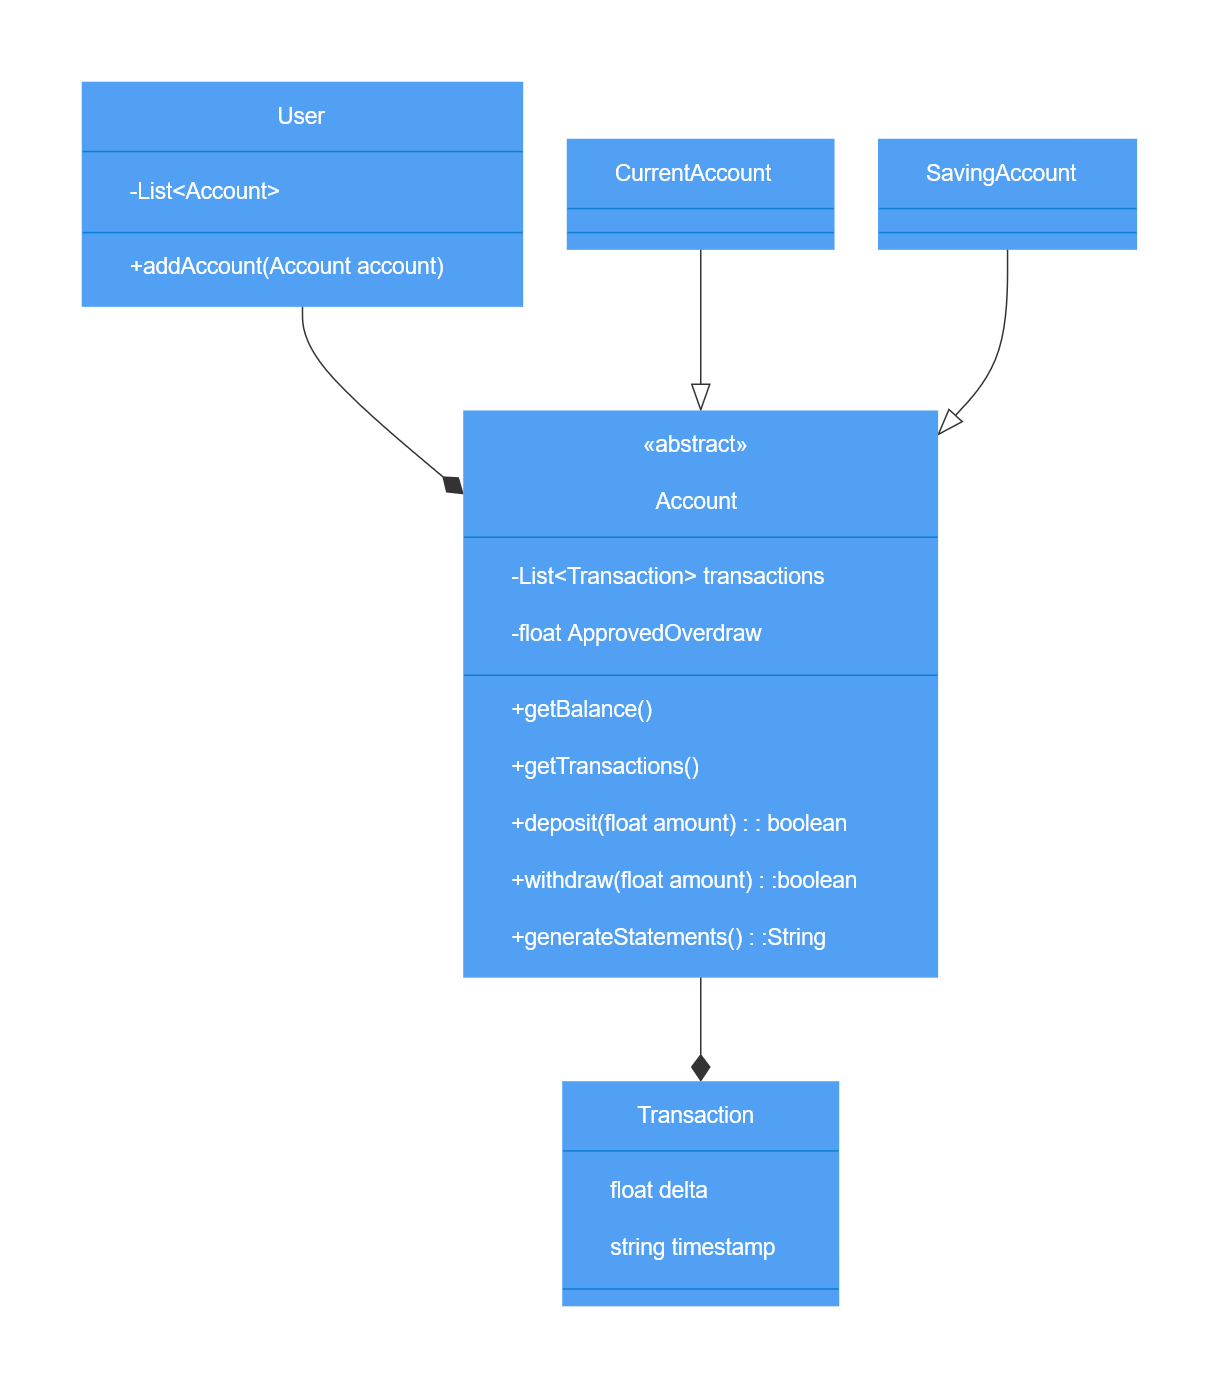 User
-List<Account>
+addAccount(Account account)
CurrentAccount
SavingAccount
«abstract»
Account
-List<Transaction> transactions
-float ApprovedOverdraw
+getBalance()
+getTransactions()
+deposit(float amount) : : boolean
+withdraw(float amount) : :boolean
+generateStatements() : :String
Transaction
float delta
string timestamp